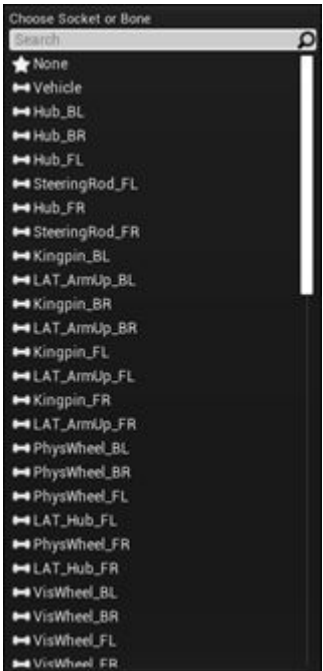 Choose Socket or Bone
Search
None
Vehicle
Hub_BL
Hub_BR
Hub_FL
SteeringRod_FL
Hub_FR
SteeringRod_FR
Kingpin_BL
LAT_ArmUp_BL
Kingpin_BR
LAT_ArmUp_BR
Kingpin_FL
LAT_ArmUp_FL
Kingpin_FR
LAT_ArmUp_FR
PhysWheel_BL
PhysWheel_BR
PhysWheel_FL
LAT_Hub_FL
PhysWheel_FR
LAT_Hub_FR
VisWheel_BL
VisWheel_BR
VisWheel_FL
VisWheel_FR